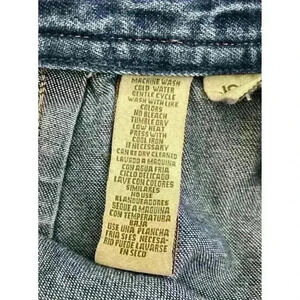 MACHINE WASH
COLD WATER
GENTLE CYCLE
WASH WITH LIKE
COLORS
NO BLEACH
TUMBLE DRY
LOW HEAT
PRESS WITH
COOL IRON
IF NECESSARY
CAN BE DRY CLEANED
LAVADO A MAQUINA
CON AGUA FRIA
CICLO DELICADO
LAVE CON COLORES
SIMILARES
NO USE
BLANQUEADORES
SEQUE A MAQUINA
CON TEMPERATURA
BAJA
USE UNA PLANCHA
FRIA SI ES NECESA-
RIO PUEDE LAVARSE
EN SECO